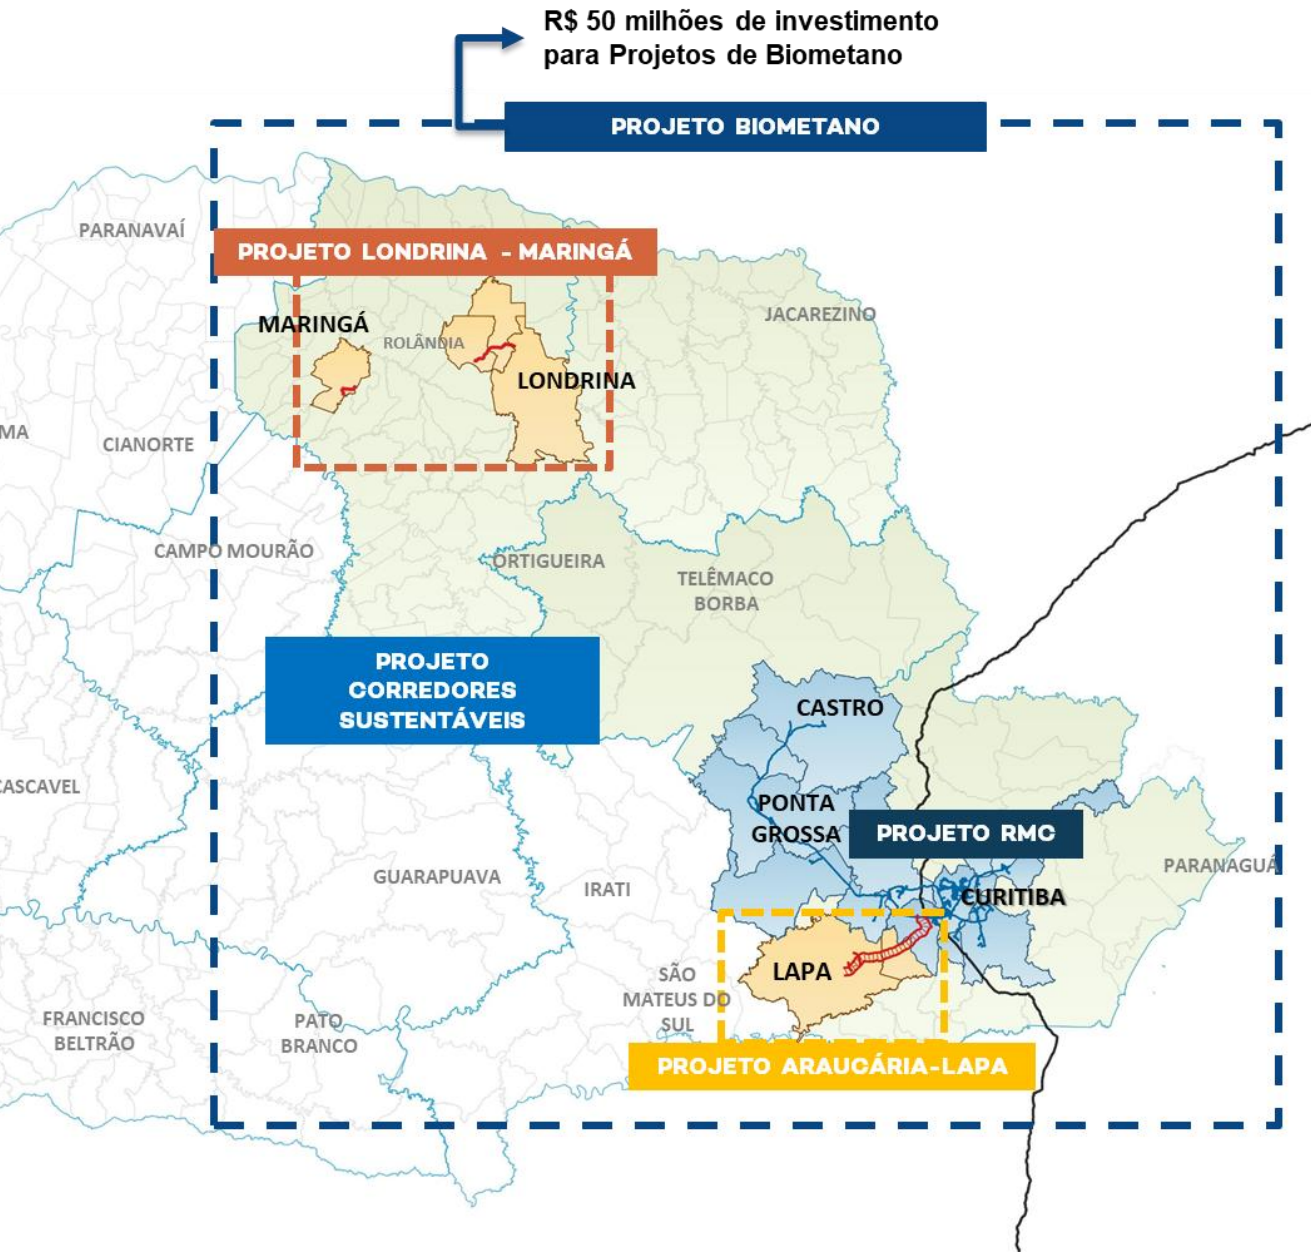 R$ 50 milhões de investimento
para Projetos de Biometano
PROJETO BIOMETANO
PARANAVAÍ
PROJETO LONDRINA - MARINGÁ
JACAREZINO
MARINGÁ
ROLÂNDIA
LONDRINA
MA
CIANORTE
CAMPO MOURÃO
ORTIGUEIRA
TELÊMACO
BORBA
PROJETO
CORREDORES
SUSTENTÁVEIS
CASTRO
CASCAVEL
PONTA
GROSSA
PROJETO RMC
PARANAGUÁ
GUARAPUAVA
IRATI
CURITIBA
LAPA
SÃO
MATEUS DO
SUL
FRANCISCO
BELTRÃO
PATO
BRANCO
PROJETO ARAUCÁRIA-LAPA